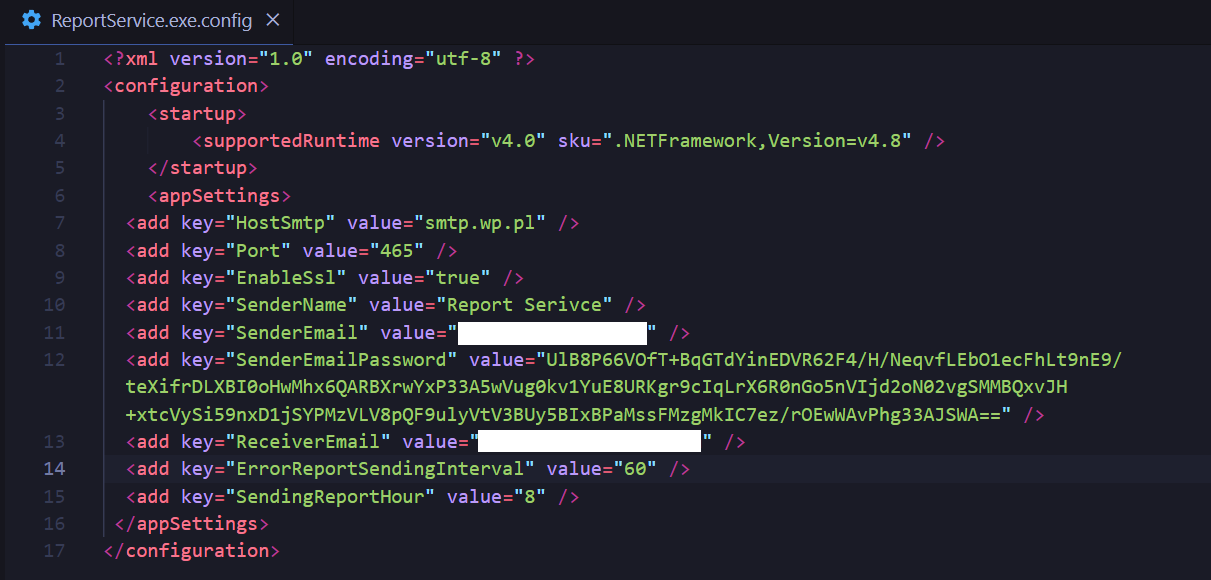 ReportService.exe.config
1 <?xml version="1.0" encoding="utf-8" ?>
2 <configuration>
3 <startup>
4 <supportedRuntime version="v4.0" sku=".NETFramework,Version=v4.8" />
5 </startup>
6 <appSettings>
7 <add key="HostSmtp" value="smtp.wp.pl" />
8 <add key="Port" value="465" />
9 <add key="EnableSsl" value="true" />
10 <add key="SenderName" value="Report Serivce" />
11 <add key="SenderEmail" value="" />
12 <add key="SenderEmailPassword" value="UlB8P66VOfT+BqGTdYinEDVR62F4/H/NeqvfLEbO1ecFhLt9nE9/
teXifrDLXBI0oHwMhx6QARBXrwYxP33A5wVug0kv1YuE8URKgr9cIqLrX6R0nGo5nVIjd2oN02vgSMMBQxvJH
+xtcVySi59nxD1jSYPMzVLV8pQF9ulyVtV3BUy5BIxBPaMssFMzgMkIC7ez/rOEwWAvPhg33AJSWA==" />
13 <add key="ReceiverEmail" value="" />
14 <add key="ErrorReportSendingInterval" value="60" />
15 <add key="SendingReportHour" value="8" />
16 </appSettings>
17 </configuration>